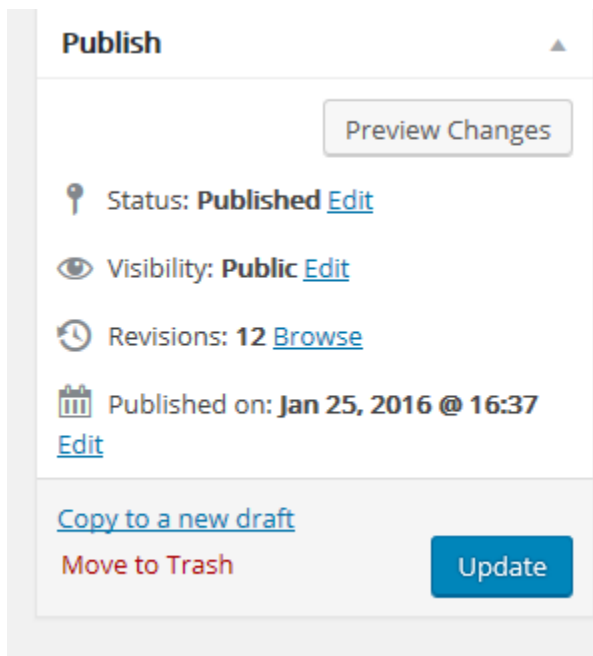 Publish
Preview Changes
Status: Published Edit
Visibility: Public Edit
Revisions: 12 Browse
Published on: Jan 25, 2016 @ 16:37
Edit
Copy to a new draft
Move to Trash
Update